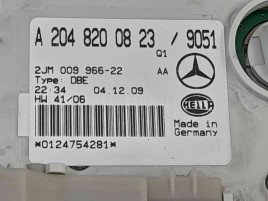 A 204 820 08 23 / 9051
Q1
2JM 009 966-22 AA
Type: DBE
22:34 04.12.09
HW 41/06
HELLA
Made in
Germany
*0124754281*